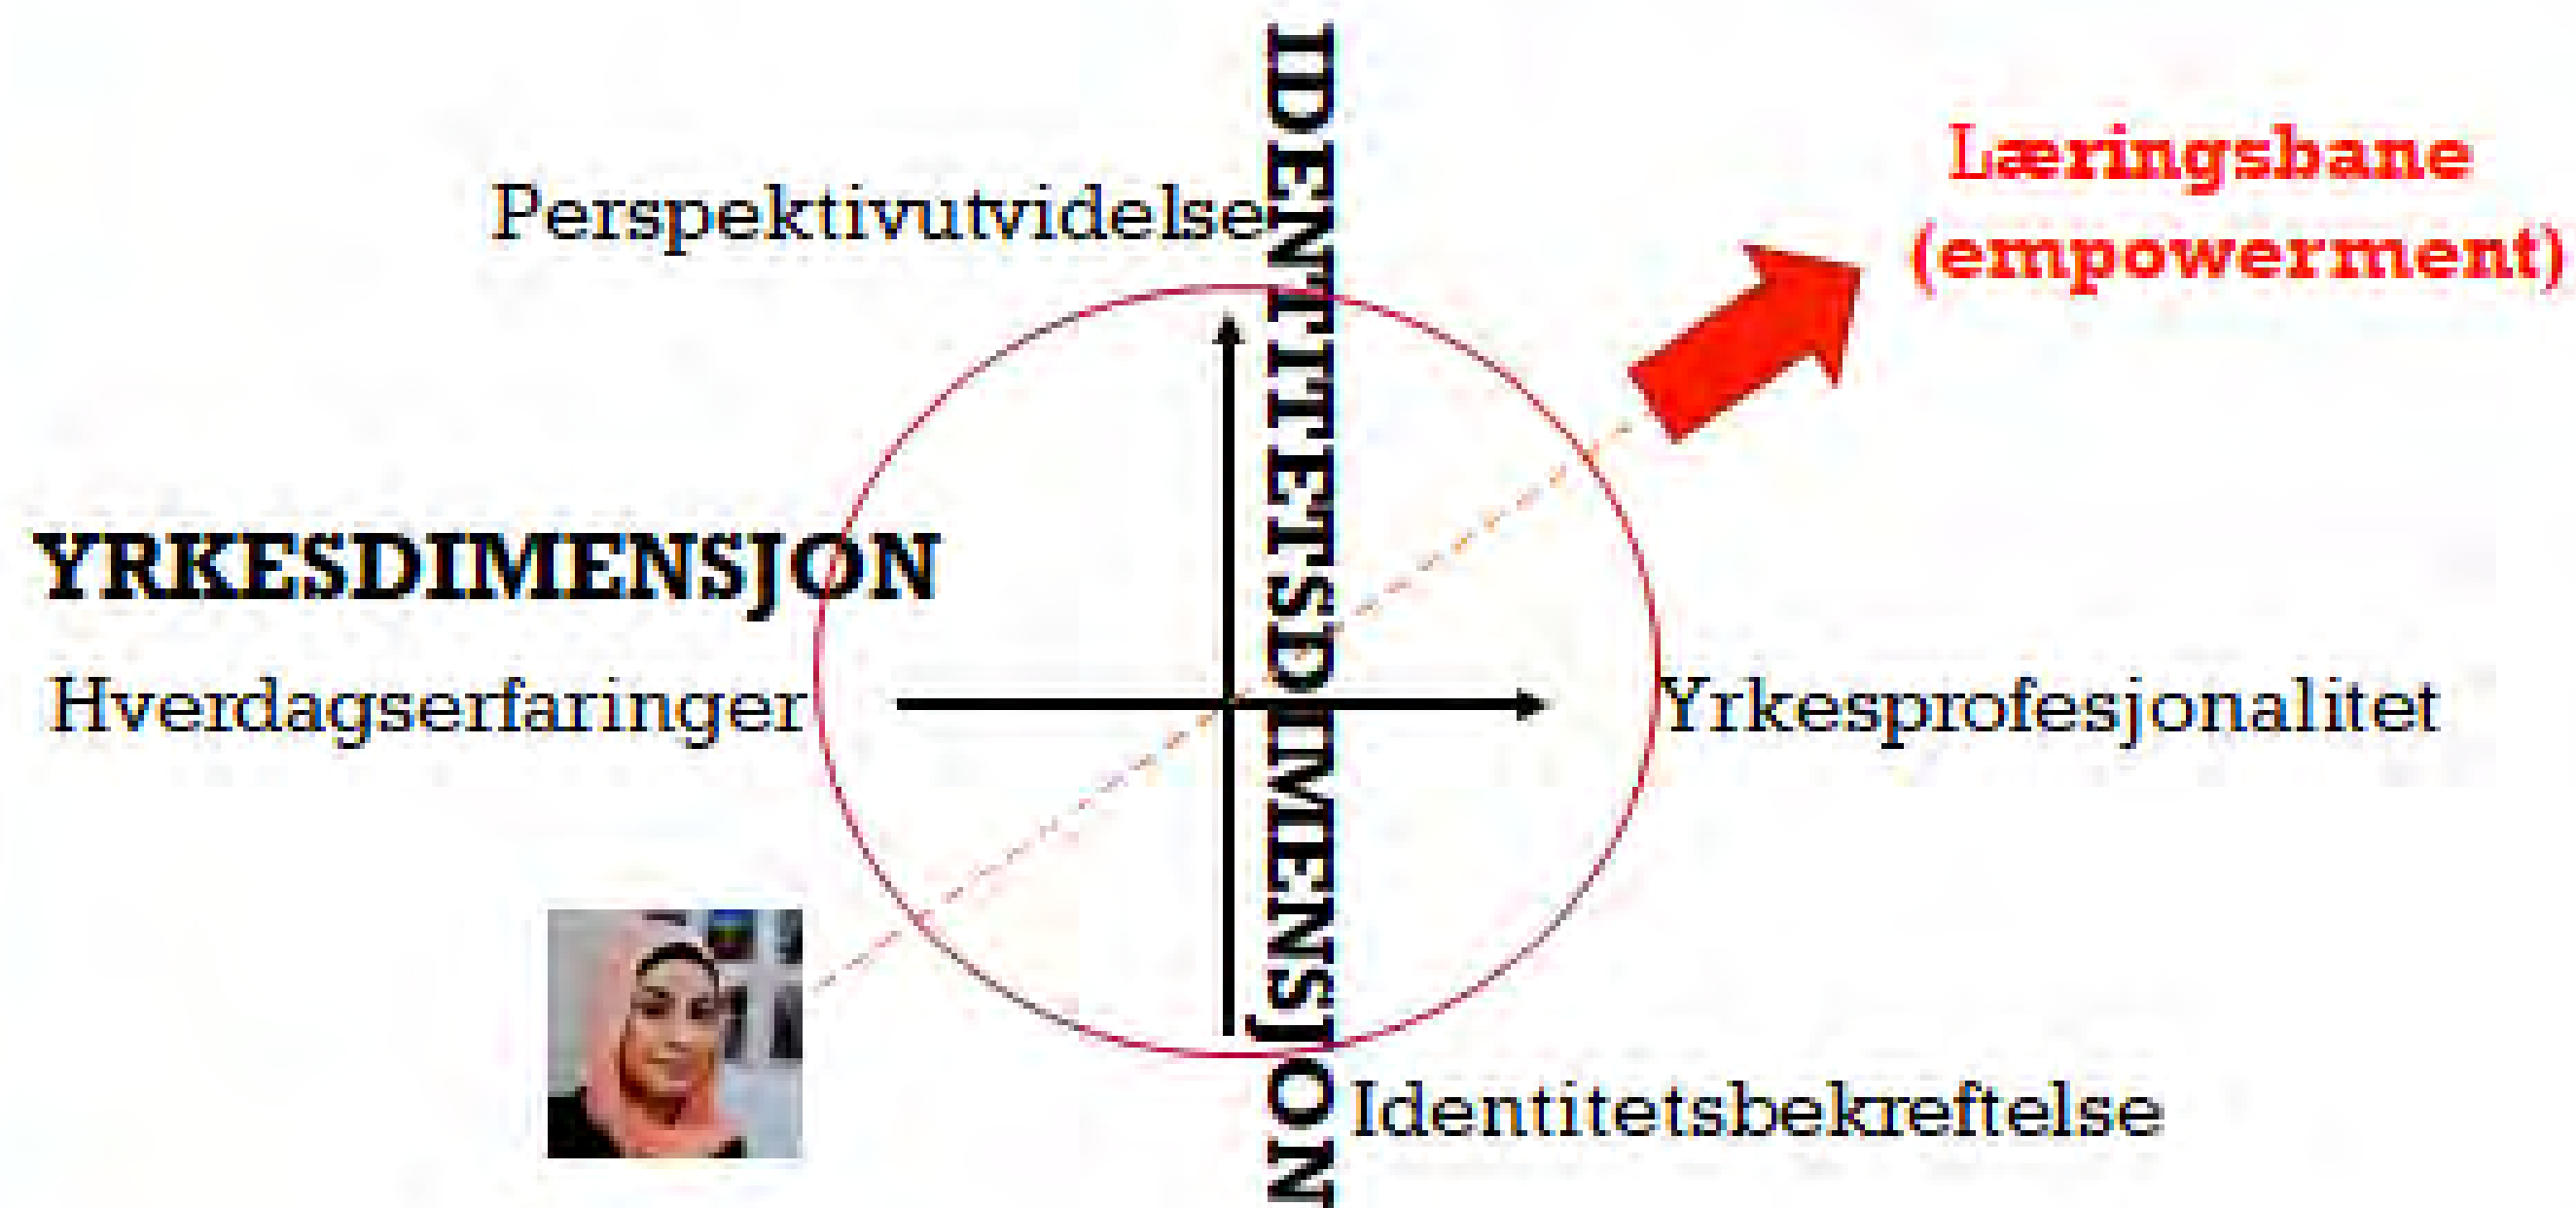 IDENTITETSDIMENSJON
Læringsbane
(empowerment)
Perspektivutvidelse
YRKESDIMENSJON
Hverdagserfaringer
Yrkesprofesjonalitet
Identitetsbekreftelse